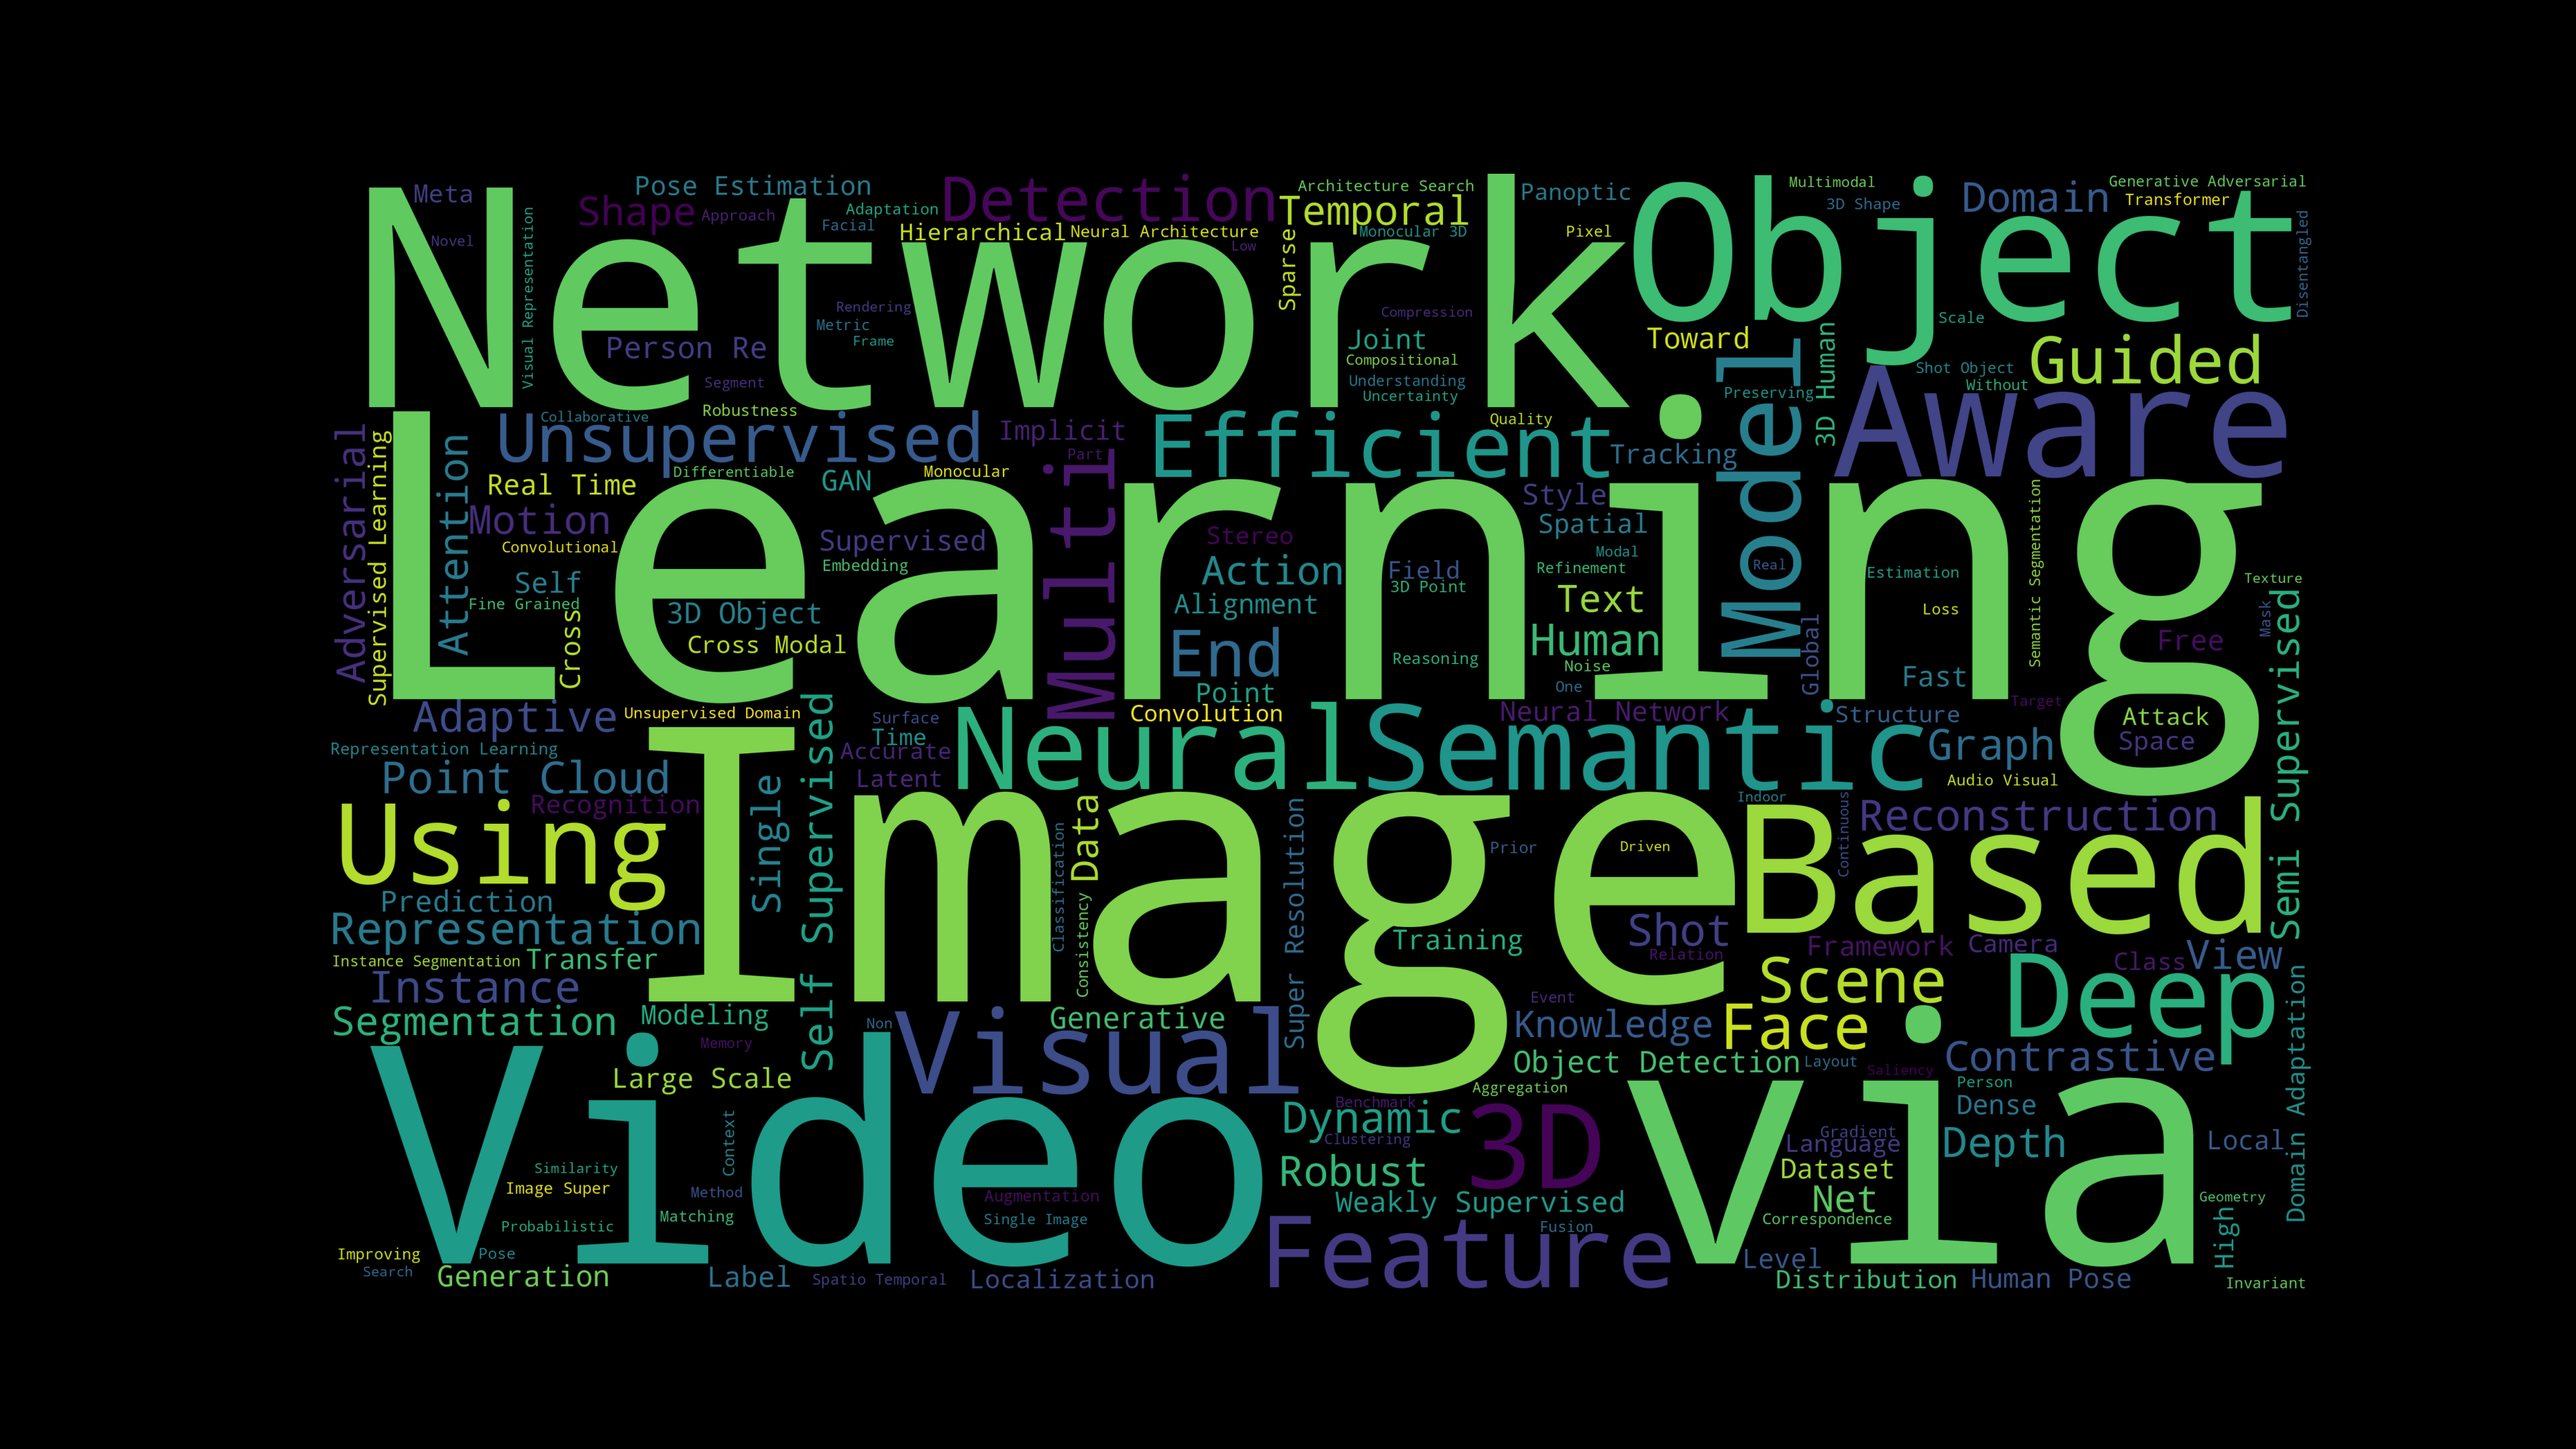 Meta
Pose Estimation
Detection
Architecture Search
Panoptic
Multimodal
Domain
Generative Adversarial
Network
Object
Visual Representation
Shape
Approach
Adaptation
Facial
Temporal
3D Shape
Transformer
Novel
Hierarchical
Neural Architecture
Low
Sparse
Monocular 3D
Pixel
Disentangled
Rendering
Metric
Frame
Compression
Joint
Compositional
Understanding
Uncertainty
Scale
Toward
Model
3D Human
Guided
Person Re
Segment
Shot Object
Without
Preserving
Aware
Collaborative
Robustness
Quality
Unsupervised
Implicit
Part
Efficient
Tracking
Adversarial
Supervised Learning
Attention
Learning
Real Time
Differentiable
GAN
Monocular
Multi
Style
Motion
Spatial
Semantic Segmentation
Convolutional
Supervised
Embedding
Stereo
Modal
Refinement
Real
Estimation
Self
Action
Field
3D Point
Texture
Fine Grained
3D Object
Alignment
Text
Loss
Mask
Semi Supervised
Cross
Cross Modal
End
Human
Reasoning
Noise
Global
Free
One
Fast
Point
Target
Adaptive
Unsupervised Domain
Self Supervised
Surface
Time
Convolution
Neural Network
Structure
Attack
Space
Representation Learning
Accurate
Neural
Semantic
Graph
Point Cloud
Single
Latent
Audio Visual
Recognition
Image
Data
Indoor
Continuous
Reconstruction
Using
Classification
Super Resolution
Prior
Driven
Based
Prediction
Consistency
Representation
Training
Shot
Relation
Framework
Camera
Instance Segmentation
Transfer
Class
View
Instance
Scene
Deep
Domain Adaptation
Event
Segmentation
Modeling
Non
Visual
Generative
Knowledge
Face
Memory
Object Detection
Layout
Contrastive
Saliency
Large Scale
Video
Aggregation
via
Person
Benchmark
Dense
Context
Dynamic
Clustering
3D
Gradient
Language
Depth
Local
Similarity
Robust
Dataset
Image Super
Method
Augmentation
Weakly Supervised
Net
Geometry
Matching
Single Image
Correspondence
High
Probabilistic
Feature
Fusion
Improving
Pose
Level
Search
Generation
Label
Spatio Temporal
Localization
Distribution
Human Pose
Invariant